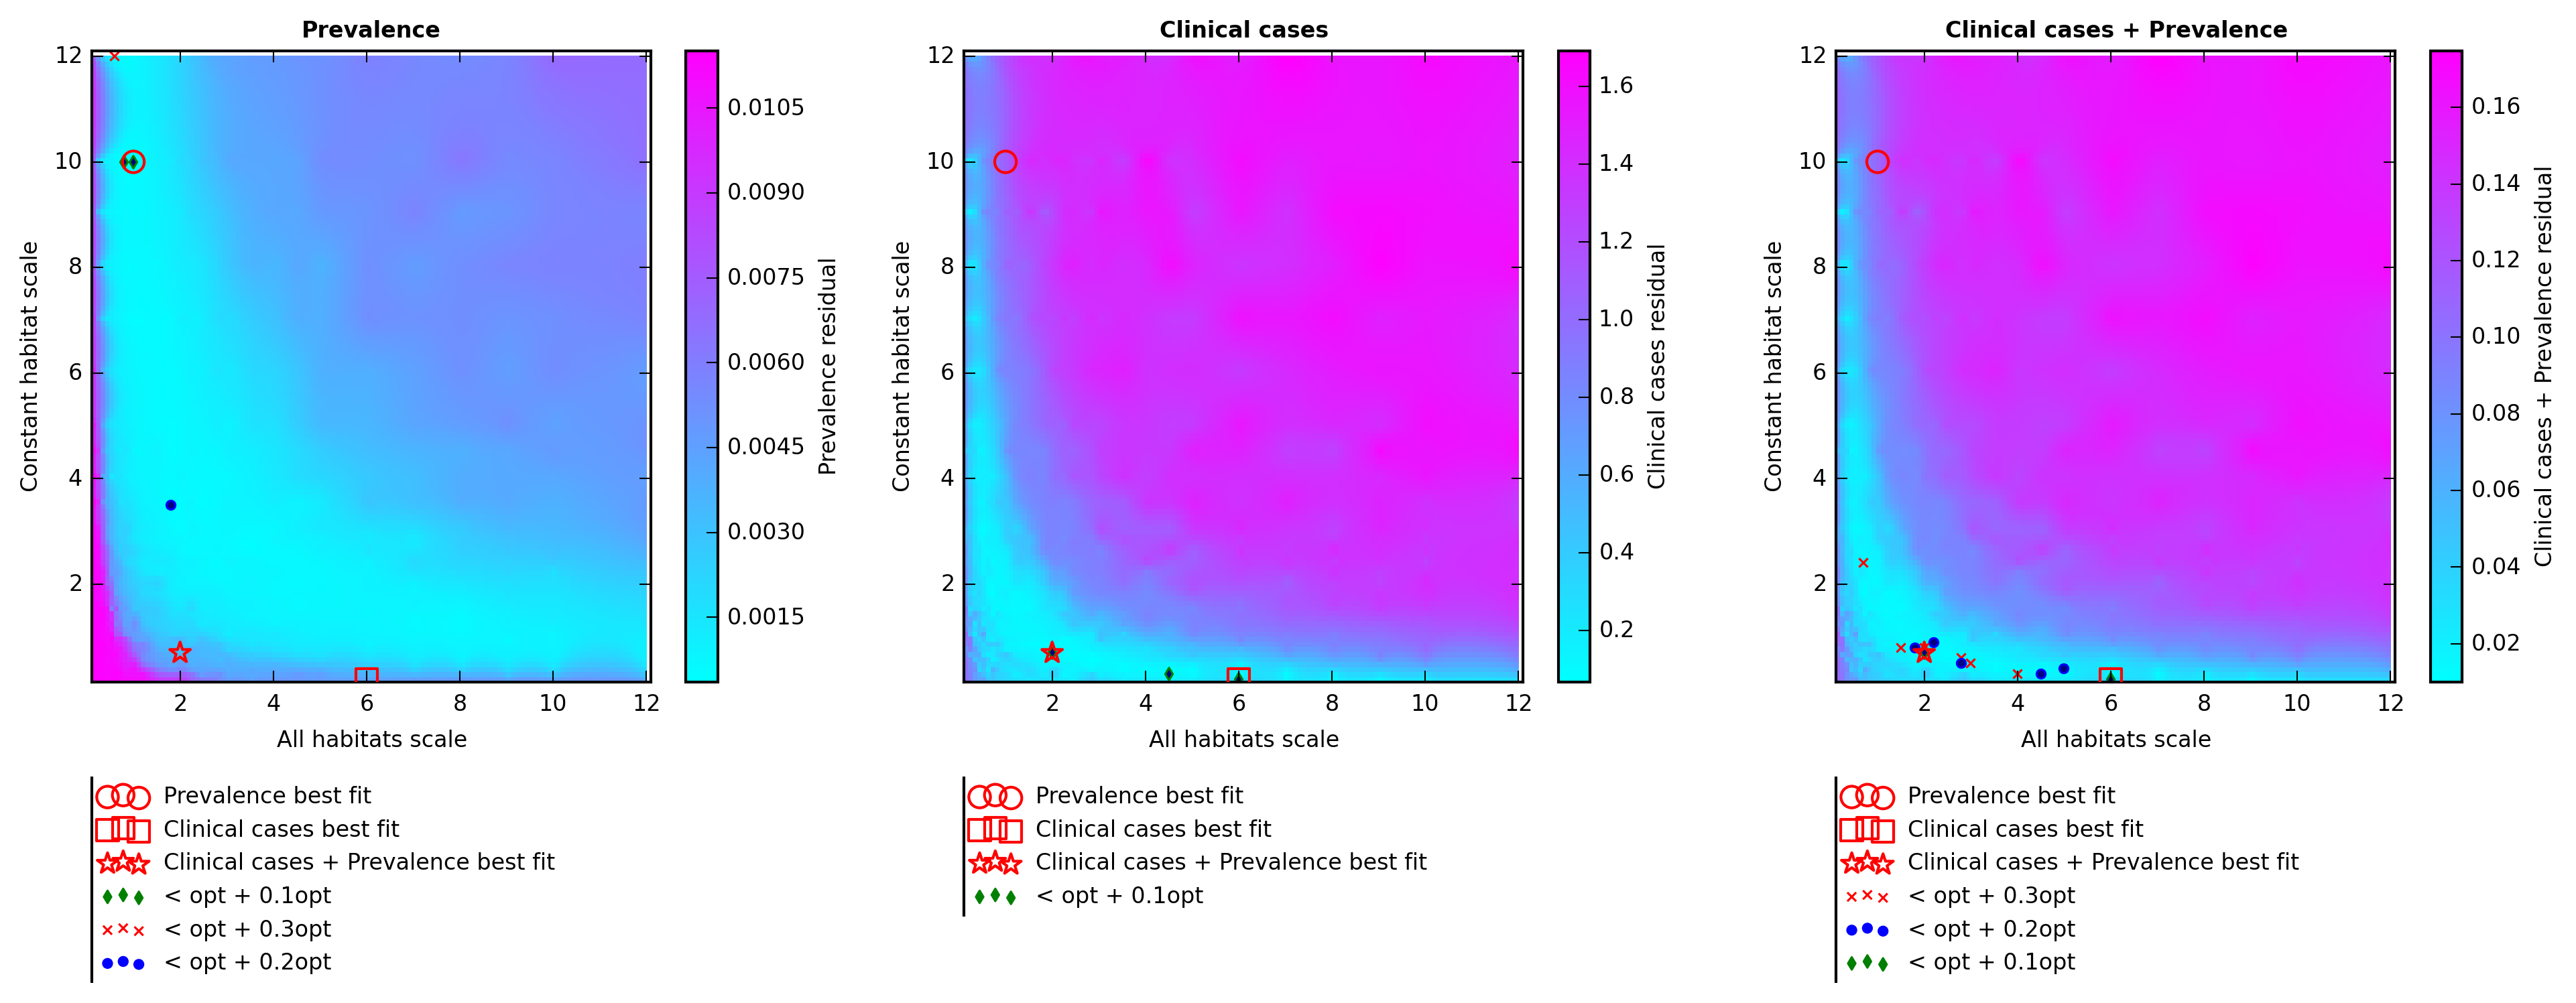 Prevalence
12
10
8
6
4
2
Constant habitat scale
2 4 6 8 10 12
All habitats scale
0.0105
0.0090
0.0075
0.0060
0.0045
0.0030
0.0015
Prevalence residual
Prevalence best fit
Clinical cases best fit
Clinical cases + Prevalence best fit
< opt + 0.1opt
< opt + 0.3opt
< opt + 0.2opt
Clinical cases
12
10
8
6
4
2
Constant habitat scale
2 4 6 8 10 12
All habitats scale
1.6
1.4
1.2
1.0
0.8
0.6
0.4
0.2
Clinical cases residual
Prevalence best fit
Clinical cases best fit
Clinical cases + Prevalence best fit
< opt + 0.1opt
Clinical cases + Prevalence
12
10
8
6
4
2
Constant habitat scale
2 4 6 8 10 12
All habitats scale
0.16
0.14
0.12
0.10
0.08
0.06
0.04
0.02
Clinical cases + Prevalence residual
Prevalence best fit
Clinical cases best fit
Clinical cases + Prevalence best fit
< opt + 0.3opt
< opt + 0.2opt
< opt + 0.1opt